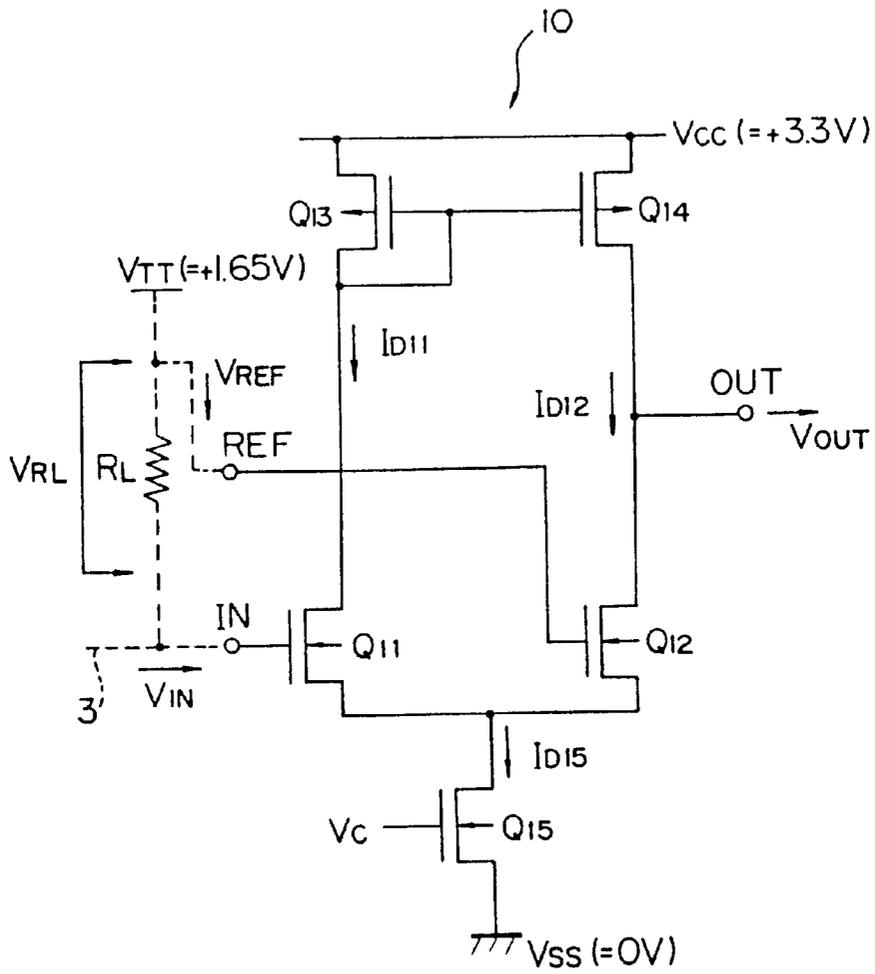 10
VCC (=+3.3V)
Q13
Q14
VTT (=+1.65V)
ID11
VREF
OUT
ID12
VOUT
REF
VRL
RL
IN
Q11
Q12
3
VIN
ID15
VC
Q15
VSS (=0V)